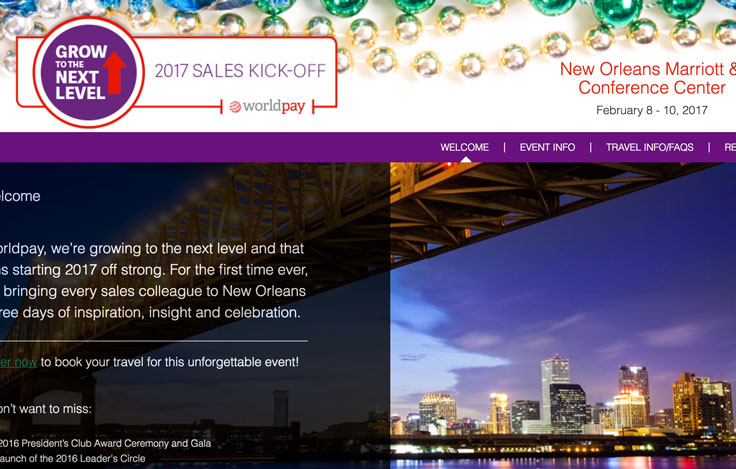 GROW
TO THE
NEXT
LEVEL
2017 SALES KICK-OFF
worldpay
New Orleans Marriott &
Conference Center
February 8 - 10, 2017
WELCOME | EVENT INFO | TRAVEL INFO/FAQS | RE
elcome
orldpay, we’re growing to the next level and that
ns starting 2017 off strong. For the first time ever,
bringing every sales colleague to New Orleans
ree days of inspiration, insight and celebration.
er now to book your travel for this unforgettable event!
on’t want to miss:
2016 President’s Club Award Ceremony and Gala
aunch of the 2016 Leader’s Circle